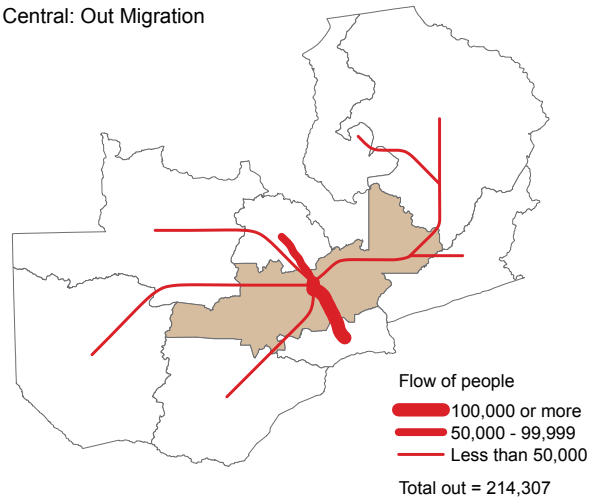 Central: Out Migration
Flow of people
100,000 or more
50,000 - 99,999
Less than 50,000
Total out = 214,307